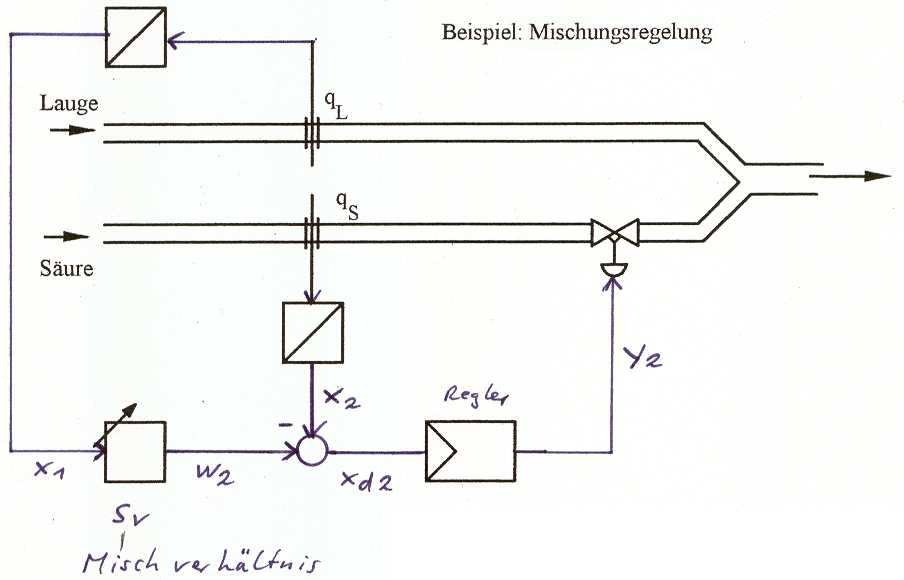 Beispiel: Mischungsregelung
Lauge
q_L
q_S
Säure
x2
y2
Regler
-
x1
w2
xd2
Sv
Mischverhältnis